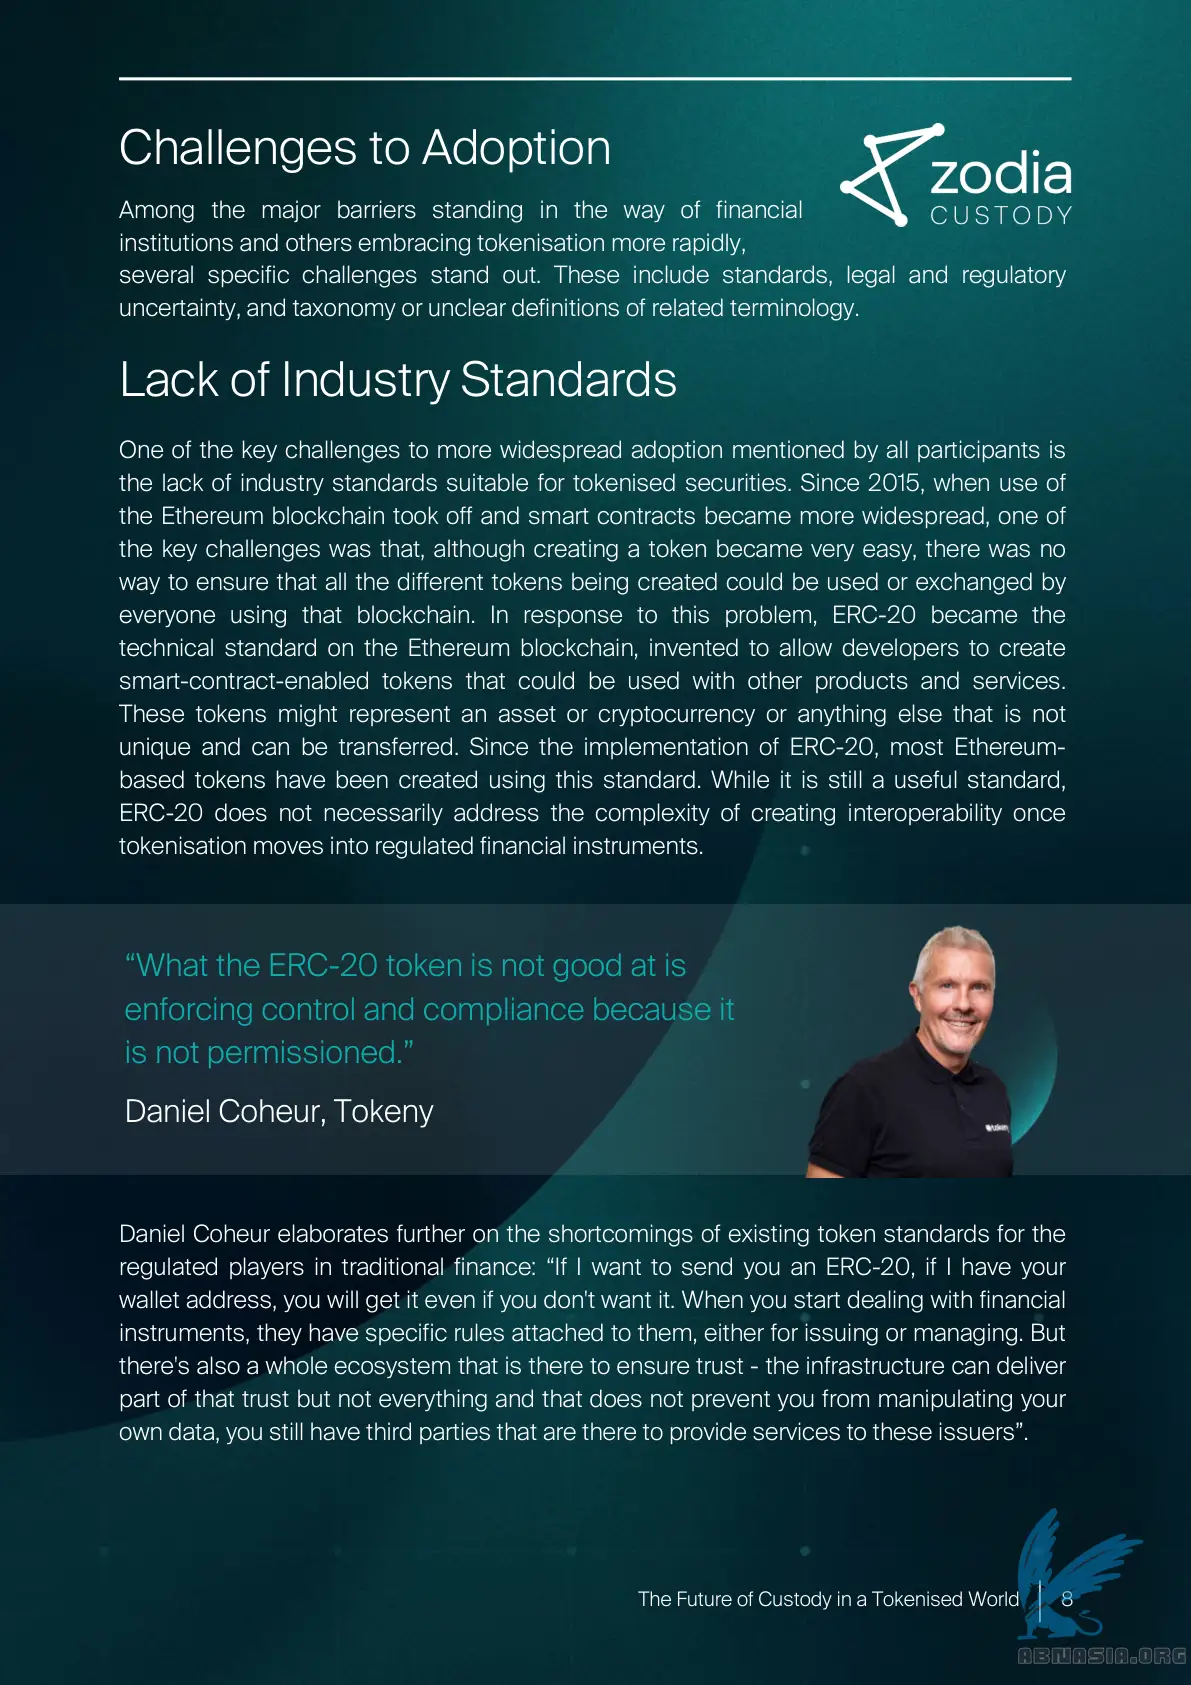 Challenges to Adoption
zodia
CUSTODY
Among the major barriers standing in the way of financial
institutions and others embracing tokenisation more rapidly,
several specific challenges stand out. These include standards, legal and regulatory
uncertainty, and taxonomy or unclear definitions of related terminology.
Lack of Industry Standards
One of the key challenges to more widespread adoption mentioned by all participants is
the lack of industry standards suitable for tokenised securities. Since 2015, when use of
the Ethereum blockchain took off and smart contracts became more widespread, one of
the key challenges was that, although creating a token became very easy, there was no
way to ensure that all the different tokens being created could be used or exchanged by
everyone using that blockchain. In response to this problem, ERC-20 became the
technical standard on the Ethereum blockchain, invented to allow developers to create
smart-contract-enabled tokens that could be used with other products and services.
These tokens might represent an asset or cryptocurrency or anything else that is not
unique and can be transferred. Since the implementation of ERC-20, most Ethereum-
based tokens have been created using this standard. While it is still a useful standard,
ERC-20 does not necessarily address the complexity of creating interoperability once
tokenisation moves into regulated financial instruments.
“What the ERC-20 token is not good at is
enforcing control and compliance because it
is not permissioned.”
Daniel Coheur, Tokeny
Daniel Coheur elaborates further on the shortcomings of existing token standards for the
regulated players in traditional finance: “If I want to send you an ERC-20, if I have your
wallet address, you will get it even if you don't want it. When you start dealing with financial
instruments, they have specific rules attached to them, either for issuing or managing. But
there's also a whole ecosystem that is there to ensure trust - the infrastructure can deliver
part of that trust but not everything and that does not prevent you from manipulating your
own data, you still have third parties that are there to provide services to these issuers”.
The Future of Custody in a Tokenised World 8
ABNASIA.ORG